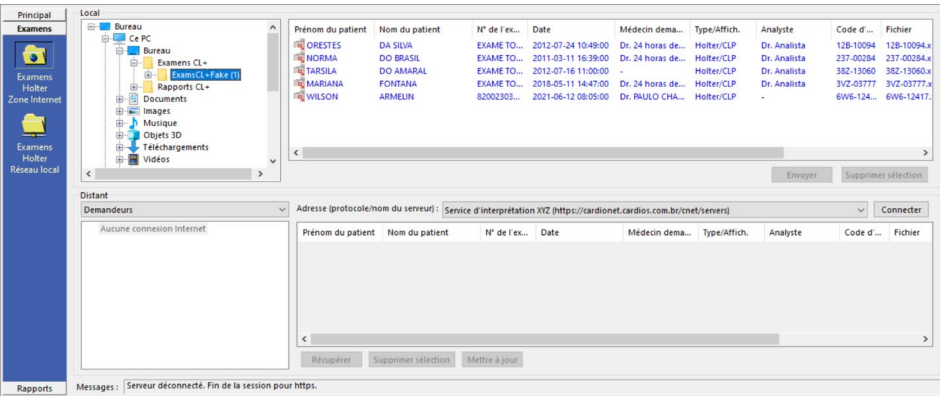 Principal
Examens
Examens
Holter
Zone Internet
Examens
Holter
Réseau local
Rapports
Local
Bureau
Ce PC
Bureau
Examens CL+
ExamsCL+Fake (1)
Rapports CL+
Documents
Images
Musique
Objets 3D
Téléchargements
Vidéos
Prénom du patient Nom du patient N° de l'ex... Date Médecin dema... Type/Affich. Analyste Code d'... Fichier
ORESTES DA SILVA EXAME TO... 2012-07-24 10:49:00 Dr. 24 horas de... Holter/CLP Dr. Analista 12B-10094 12B-10094.x
NORMA DO BRASIL EXAME TO... 2011-03-11 16:39:00 Dr. 24 horas de... Holter/CLP Dr. Analista 237-00284 237-00284.x
TARSILA DO AMARAL EXAME TO... 2012-07-16 11:00:00 - Holter/CLP Dr. Analista 38Z-13060 38Z-13060.x
MARIANA FONTANA EXAME TO... 2018-05-11 14:47:00 Dr. 24 horas de... Holter/CLP Dr. Analista 3VZ-03777 3VZ-03777.x
WILSON ARMELIN 82002303... 2021-06-12 08:05:00 Dr. PAULO CHA... Holter/CLP - 6W6-124... 6W6-12417.
Envoyer Supprimer sélection
Distant
Demandeurs
Adresse (protocole/nom du serveur) : Service d'interprétation XYZ (https://cardionet.cardios.com.br/cnet/servers) Connecter
Aucune connexion Internet
Prénom du patient Nom du patient N° de l'ex... Date Médecin dema... Type/Affich. Analyste Code d'... Fichier
Récupérer Supprimer sélection Mettre à jour
Messages : Serveur déconnecté. Fin de la session pour https.